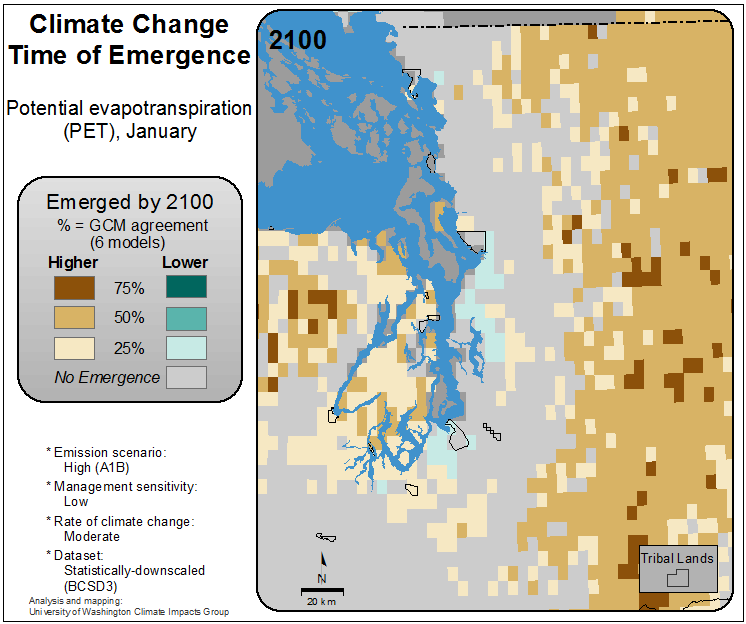 Climate Change
Time of Emergence
Potential evapotranspiration
(PET), January
Emerged by 2100
% = GCM agreement
(6 models)
Higher Lower
75%
50%
25%
No Emergence
* Emission scenario:
High (A1B)
* Management sensitivity:
Low
* Rate of climate change:
Moderate
* Dataset:
Statistically-downscaled
(BCSD3)
Analysis and mapping:
University of Washington Climate Impacts Group
2100
N
20 km
Tribal Lands